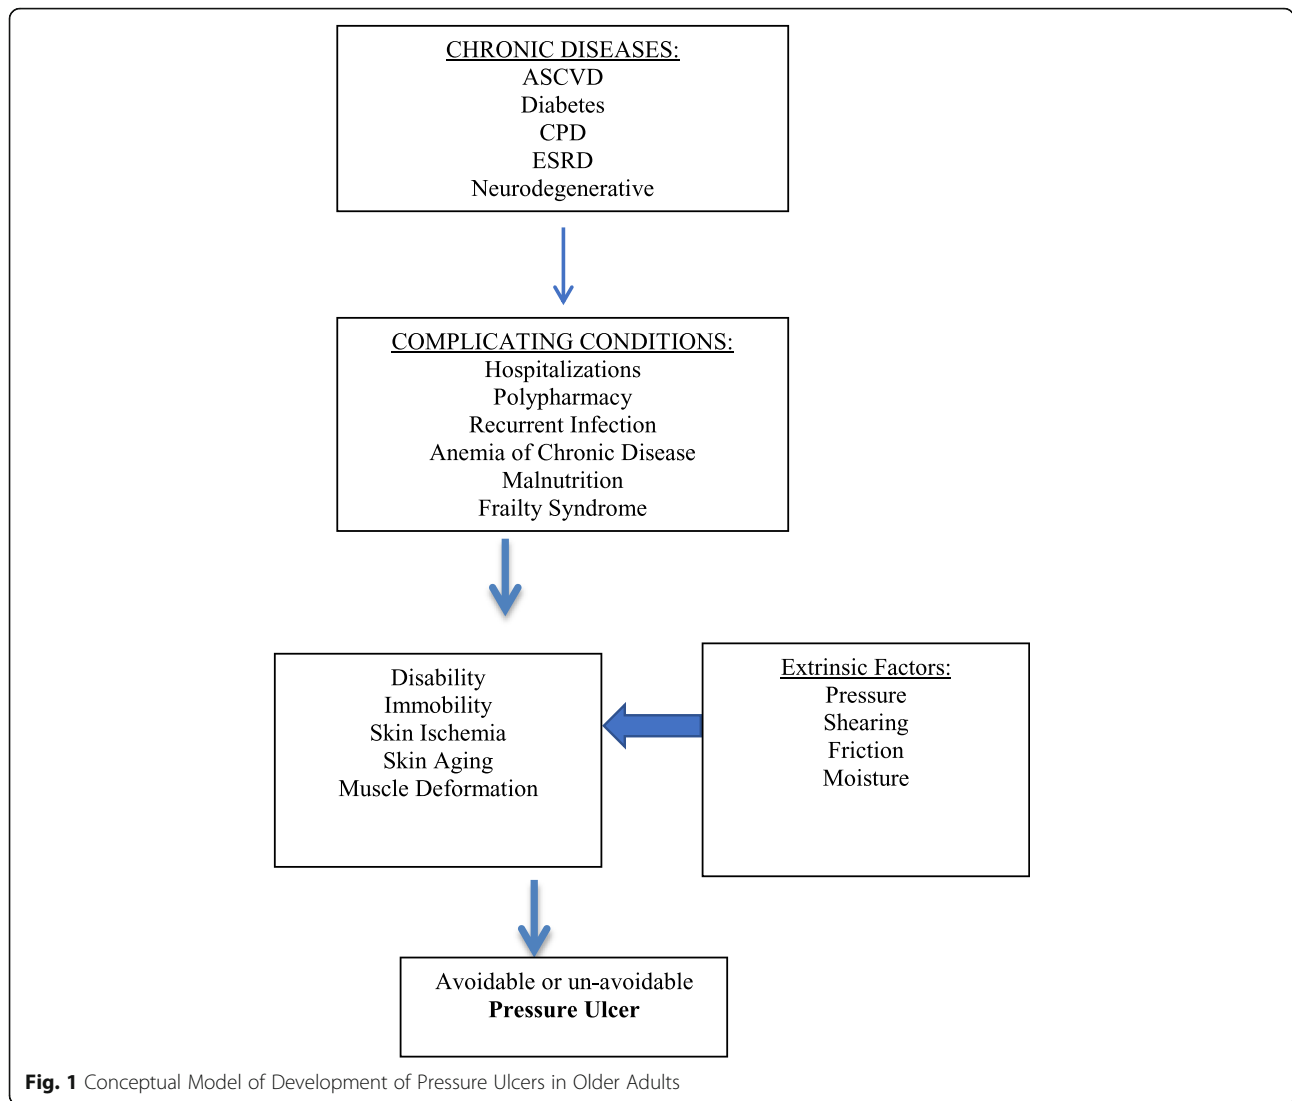 CHRONIC DISEASES:
ASCVD
Diabetes
CPD
ESRD
Neurodegenerative
COMPLICATING CONDITIONS:
Hospitalizations
Polypharmacy
Recurrent Infection
Anemia of Chronic Disease
Malnutrition
Frailty Syndrome
Disability
Immobility
Skin Ischemia
Skin Aging
Muscle Deformation
Extrinsic Factors:
Pressure
Shearing
Friction
Moisture
Avoidable or un-avoidable
Pressure Ulcer
Fig. 1 Conceptual Model of Development of Pressure Ulcers in Older Adults